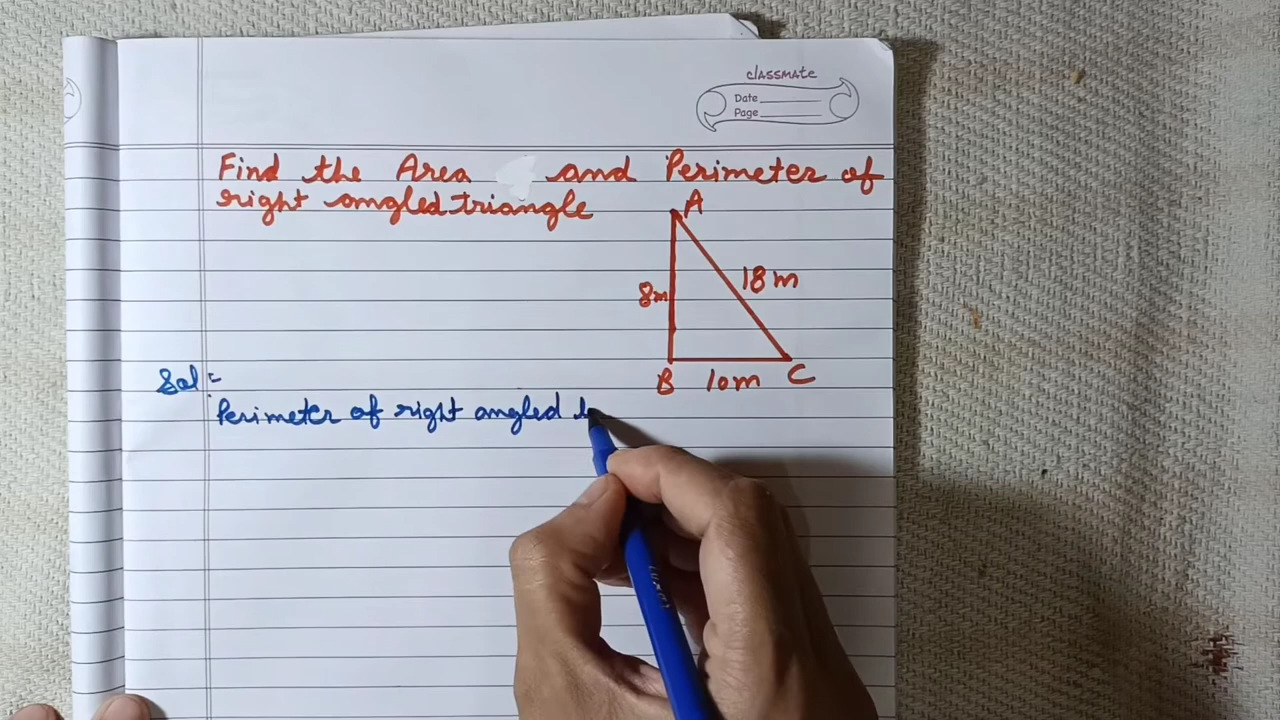 classmate
Date
Page
Find the Area and Perimeter of
right angled triangle
A
8m
18m
B
10m
C
Sol:-
Perimeter of right angled